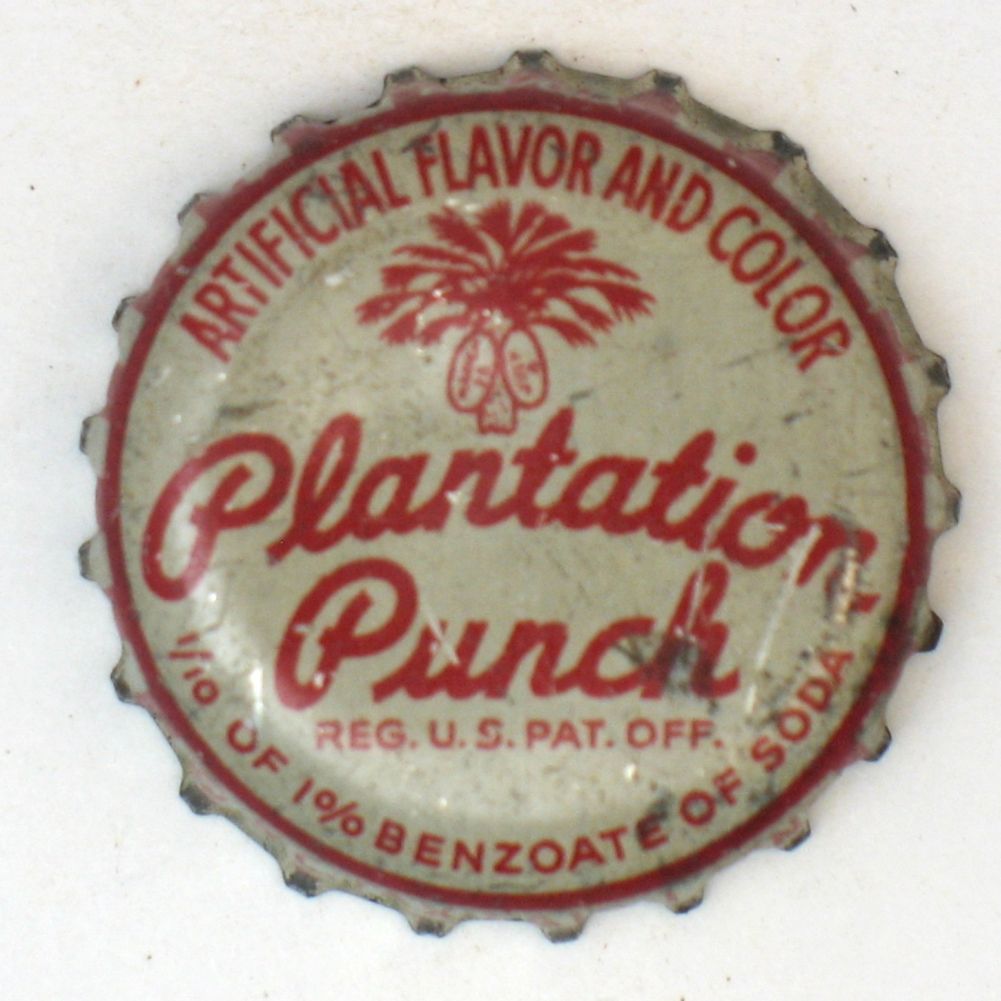 ARTIFICIAL FLAVOR AND COLOR
Plantation
Punch
REG. U.S. PAT. OFF.
1/10 OF 1% BENZOATE OF SODA